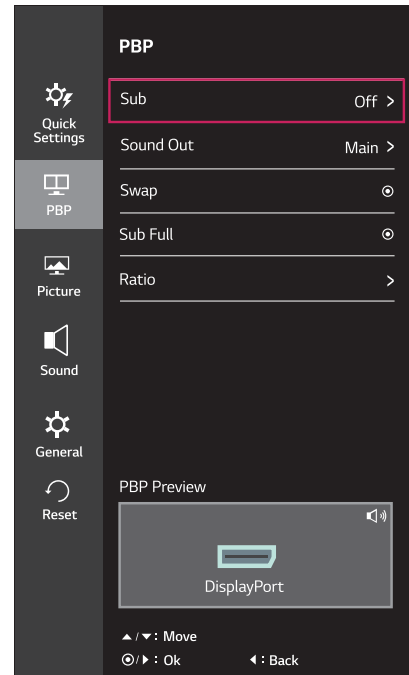 PBP
Sub Off >
Sound Out Main >
Swap ⦿
Sub Full ⦿
Ratio >
Quick
Settings
PBP
Picture
Sound
General
Reset
PBP Preview
DisplayPort
▲/▼: Move
⦿/▶: Ok ◀: Back